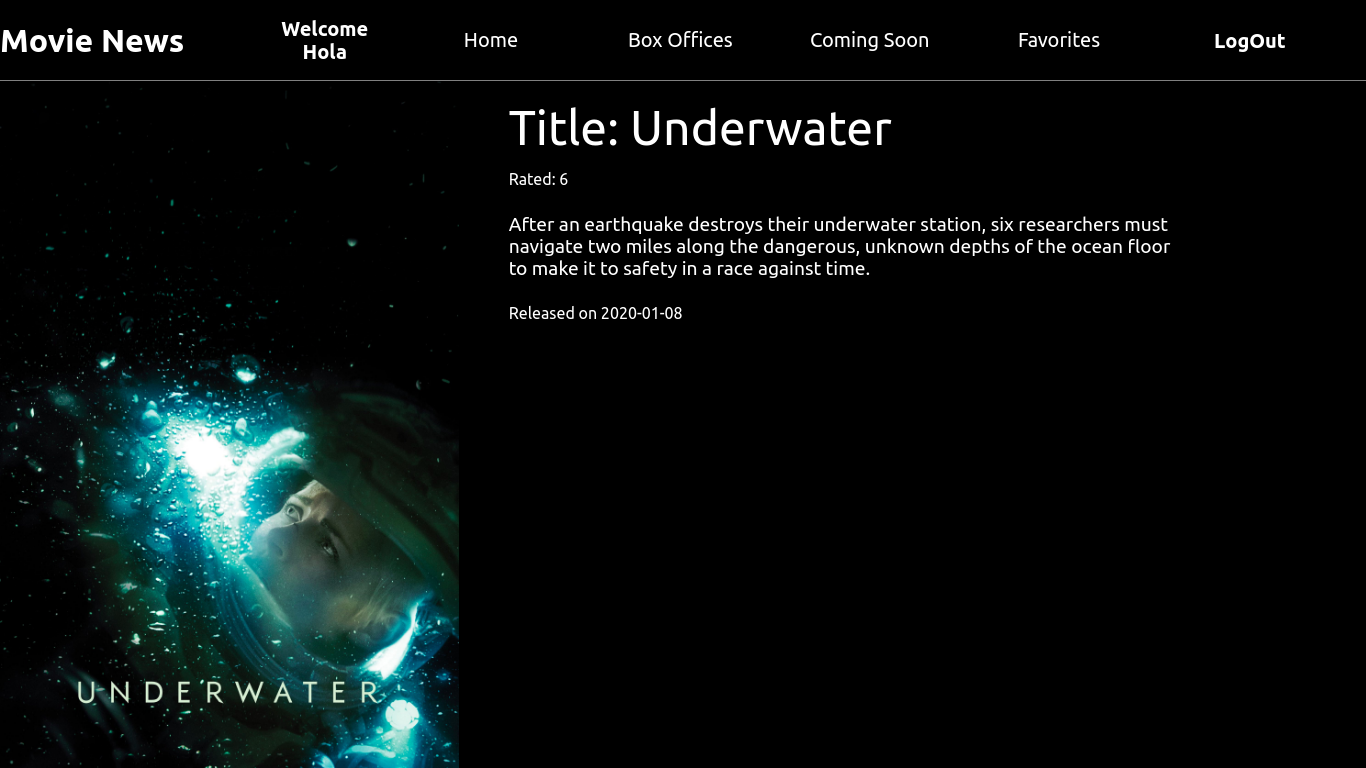 Movie News
Welcome
Hola
Home
Box Offices
Coming Soon
Favorites
LogOut
Title: Underwater
Rated: 6
After an earthquake destroys their underwater station, six researchers must
navigate two miles along the dangerous, unknown depths of the ocean floor
to make it to safety in a race against time.
Released on 2020-01-08
UNDERWATER